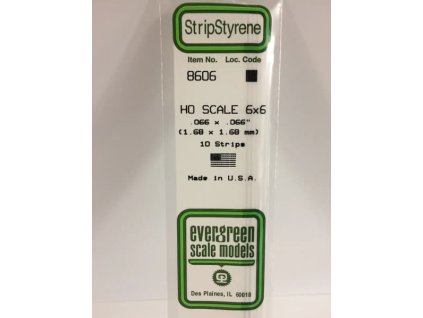 StripStyrene
Item No. Loc. Code
8606
HO SCALE 6x6
.066 x .066"
(1.68 x 1.68 mm)
10 Strips
Made in U.S.A.
evergreen
scale models
Des Plaines, IL 60018